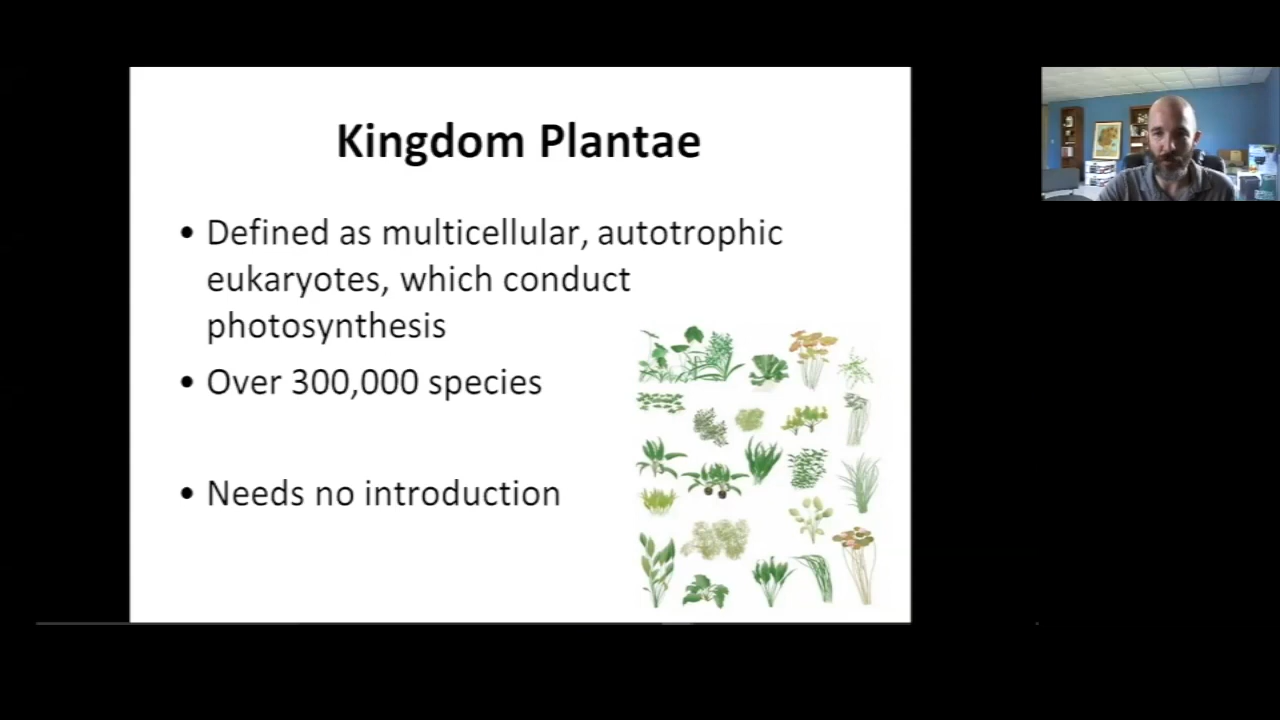 Kingdom Plantae
• Defined as multicellular, autotrophic
eukaryotes, which conduct
photosynthesis
• Over 300,000 species
• Needs no introduction